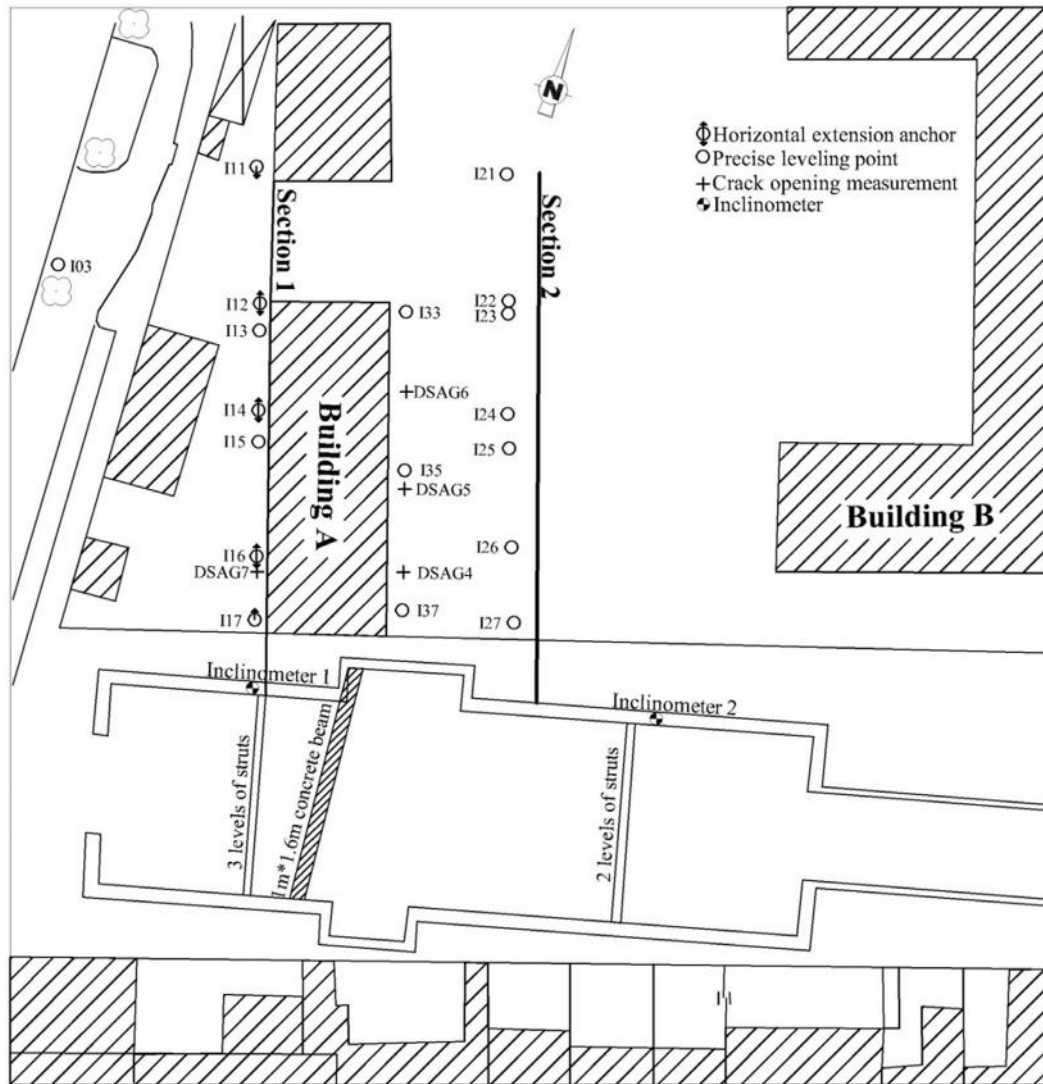 N
Horizontal extension anchor
Precise leveling point
Crack opening measurement
Inclinometer
I11
I21
Section 1
Section 2
I03
I12
I22
I33
I23
I13
DSAG6
I14
I24
Building A
I15
I25
I35
DSAG5
Building B
I26
I16
DSAG7
DSAG4
I37
I17
I27
Inclinometer 1
Inclinometer 2
3 levels of struts
1m*1.6m concrete beam
2 levels of struts